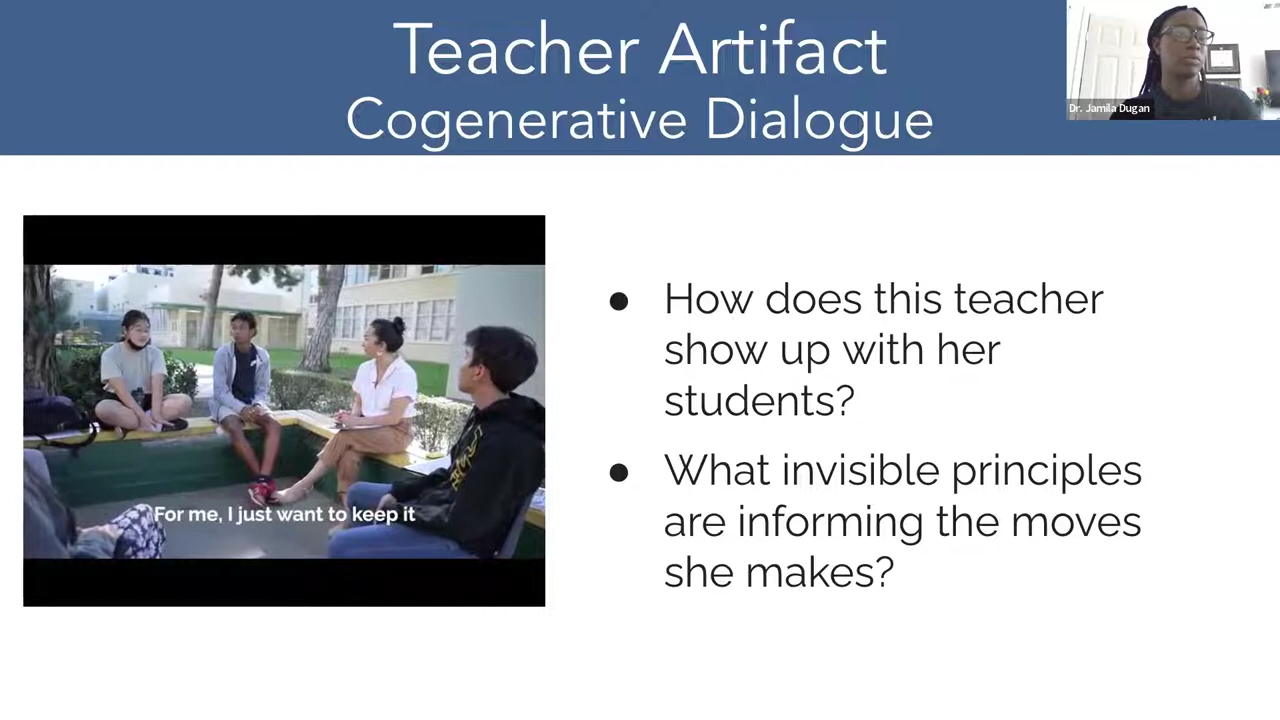 Teacher Artifact
Cogenerative Dialogue
Dr. Jamila Dugan
For me, I just want to keep it
● How does this teacher
show up with her
students?
● What invisible principles
are informing the moves
she makes?